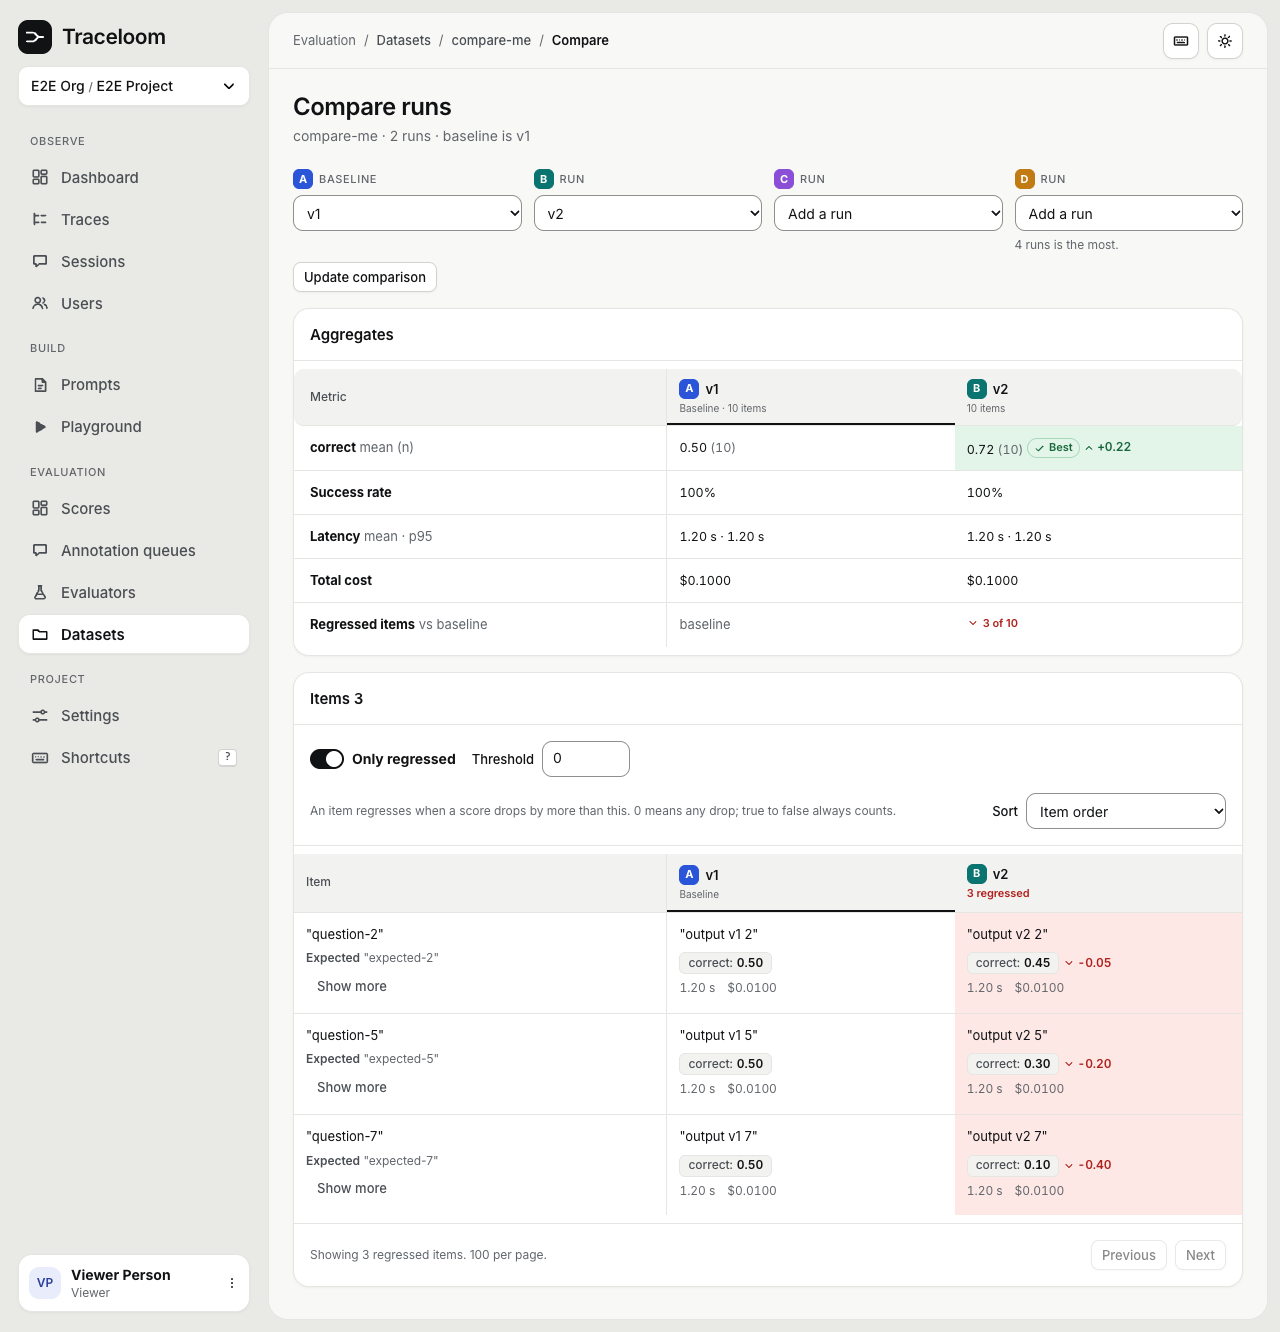 Traceloom
E2E Org / E2E Project
OBSERVE
Dashboard
Traces
Sessions
Users
BUILD
Prompts
Playground
EVALUATION
Scores
Annotation queues
Evaluators
Datasets
PROJECT
Settings
Shortcuts ?
VP Viewer Person
Viewer
Evaluation / Datasets / compare-me / Compare
Compare runs
compare-me · 2 runs · baseline is v1
A BASELINE B RUN C RUN D RUN
v1 v2 Add a run Add a run
4 runs is the most.
Update comparison
Aggregates
Metric A v1 B v2
Baseline · 10 items 10 items
correct mean (n) 0.50 (10) 0.72 (10) Best +0.22
Success rate 100% 100%
Latency mean · p95 1.20 s · 1.20 s 1.20 s · 1.20 s
Total cost $0.1000 $0.1000
Regressed items vs baseline baseline 3 of 10
Items 3
Only regressed Threshold 0
An item regresses when a score drops by more than this. 0 means any drop; true to false always counts. Sort Item order
Item A v1 B v2
Baseline 3 regressed
"question-2" "output v1 2" "output v2 2"
Expected "expected-2" correct: 0.50 correct: 0.45 -0.05
Show more 1.20 s $0.0100 1.20 s $0.0100
"question-5" "output v1 5" "output v2 5"
Expected "expected-5" correct: 0.50 correct: 0.30 -0.20
Show more 1.20 s $0.0100 1.20 s $0.0100
"question-7" "output v1 7" "output v2 7"
Expected "expected-7" correct: 0.50 correct: 0.10 -0.40
Show more 1.20 s $0.0100 1.20 s $0.0100
Showing 3 regressed items. 100 per page. Previous Next